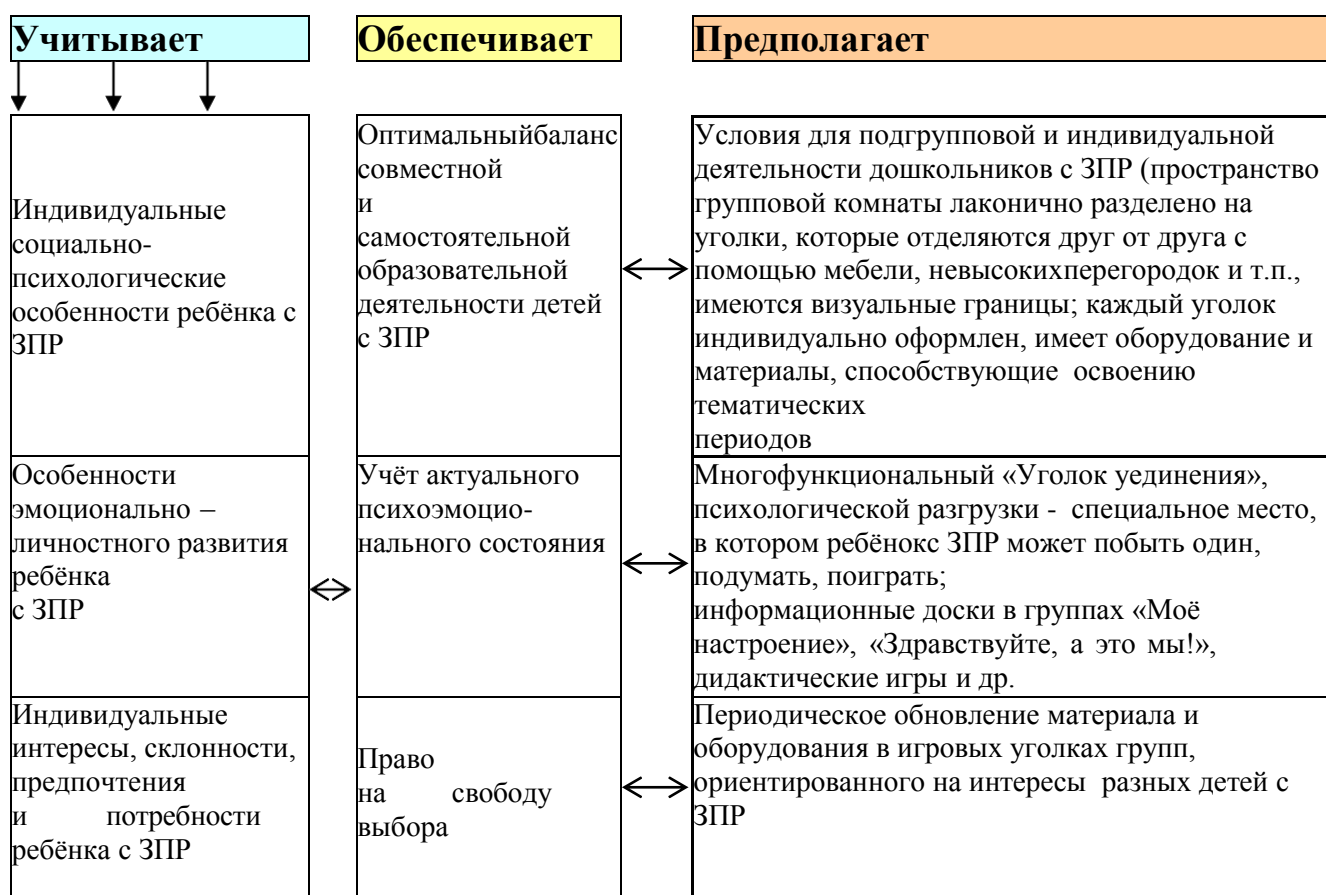 Учитывает
Обеспечивает
Предполагает
Индивидуальные
социально-
психологические
особенности ребёнка с
ЗПР
Оптимальныйбаланс
совместной
и
самостоятельной
образовательной
деятельности детей
с ЗПР
Условия для подгрупповой и индивидуальной
деятельности дошкольников с ЗПР (пространство
групповой комнаты лаконично разделено на
уголки, которые отделяются друг от друга с
помощью мебели, невысокихперегородок и т.п.,
имеются визуальные границы; каждый уголок
индивидуально оформлен, имеет оборудование и
материалы, способствующие освоению
тематических
периодов
Особенности
эмоционально –
личностного развития
ребёнка
с ЗПР
Учёт актуального
психоэмоцио-
нального состояния
Многофункциональный «Уголок уединения»,
психологической разгрузки - специальное место,
в котором ребёнокс ЗПР может побыть один,
подумать, поиграть;
информационные доски в группах «Моё
настроение», «Здравствуйте, а это мы!»,
дидактические игры и др.
Индивидуальные
интересы, склонности,
предпочтения
и потребности
ребёнка с ЗПР
Право
на свободу
выбора
Периодическое обновление материала и
оборудования в игровых уголках групп,
ориентированного на интересы разных детей с
ЗПР